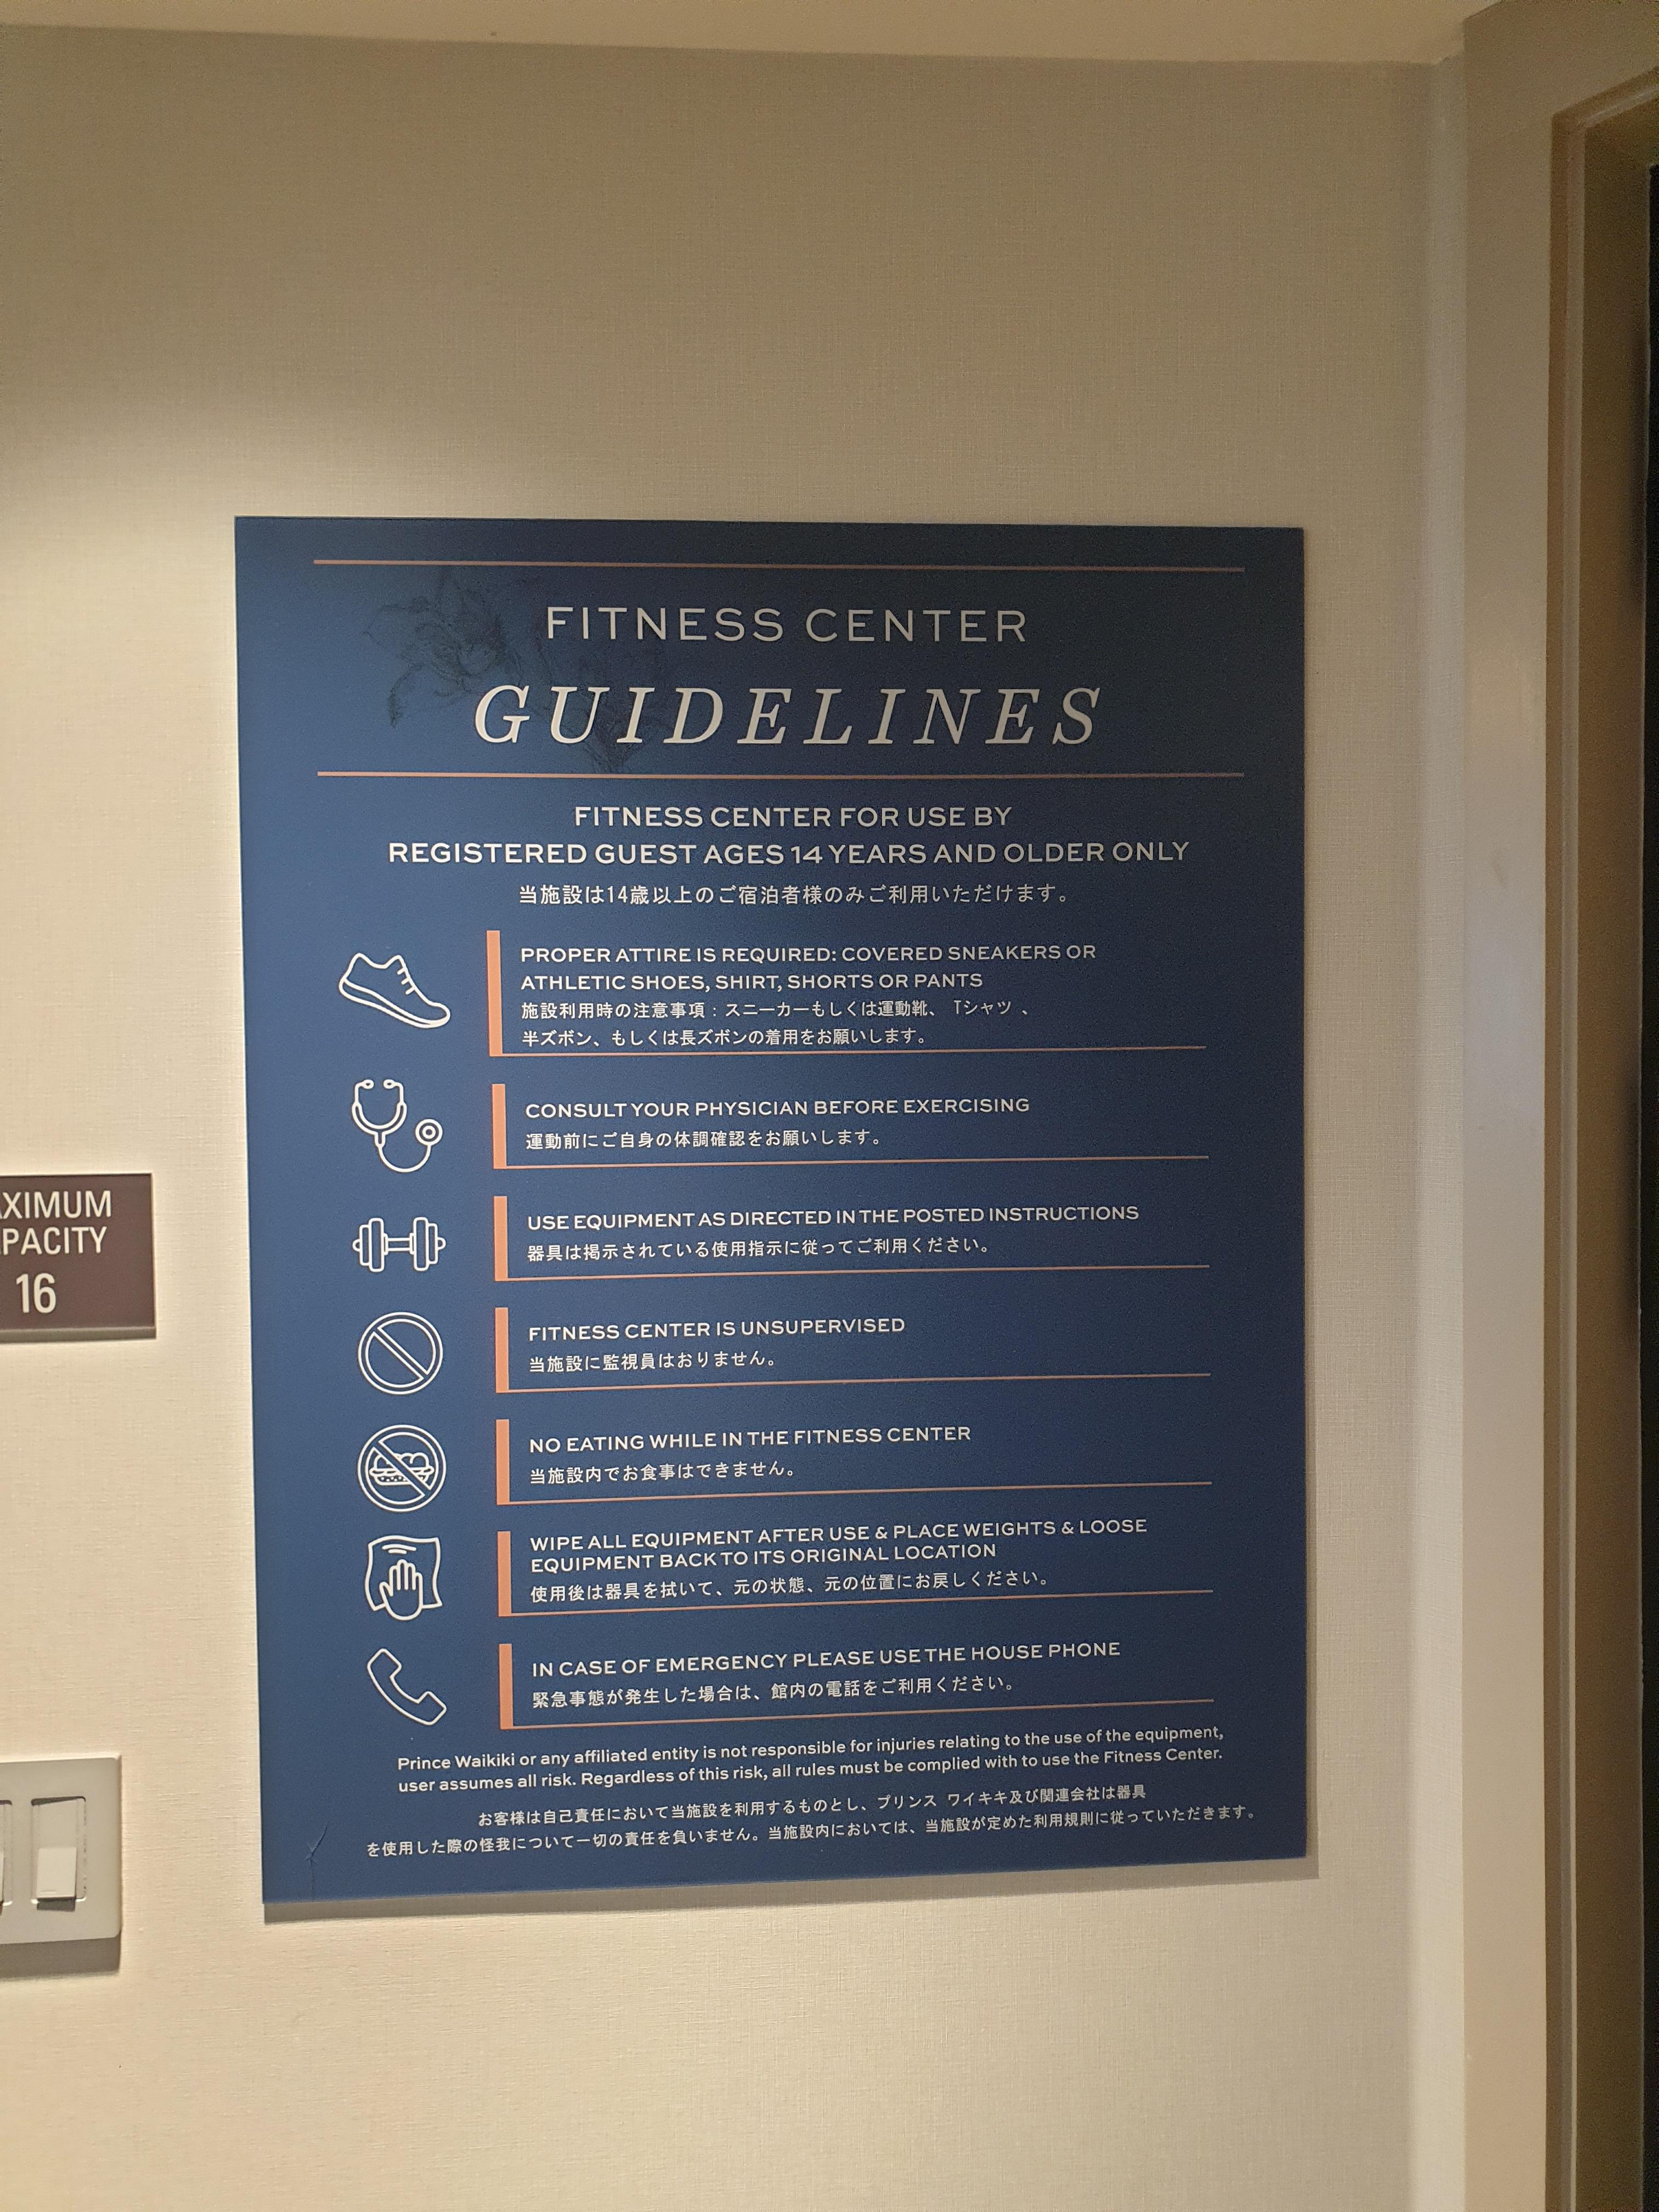 FITNESS CENTER
GUIDELINES
FITNESS CENTER FOR USE BY
REGISTERED GUEST AGES 14 YEARS AND OLDER ONLY
当施設は14歳以上のご宿泊者様のみご利用いただけます。
PROPER ATTIRE IS REQUIRED: COVERED SNEAKERS OR
ATHLETIC SHOES, SHIRT, SHORTS OR PANTS
施設利用時の注意事項：スニーカーもしくは運動靴、 Tシャツ 、
半ズボン、もしくは長ズボンの着用をお願いします。
CONSULT YOUR PHYSICIAN BEFORE EXERCISING
運動前にご自身の体調確認をお願いします。
USE EQUIPMENT AS DIRECTED IN THE POSTED INSTRUCTIONS
器具は掲示されている使用指示に従ってご利用ください。
FITNESS CENTER IS UNSUPERVISED
当施設に監視員はおりません。
NO EATING WHILE IN THE FITNESS CENTER
当施設内でお食事はできません。
WIPE ALL EQUIPMENT AFTER USE & PLACE WEIGHTS & LOOSE
EQUIPMENT BACK TO ITS ORIGINAL LOCATION
使用後は器具を拭いて、元の状態、元の位置にお戻しください。
IN CASE OF EMERGENCY PLEASE USE THE HOUSE PHONE
緊急事態が発生した場合は、館内の電話をご利用ください。
Prince Waikiki or any affiliated entity is not responsible for injuries relating to the use of the equipment,
user assumes all risk. Regardless of this risk, all rules must be complied with to use the Fitness Center.
お客様は自己責任において当施設を利用するものとし、プリンス ワイキキ及び関連会社は器具
を使用した際の怪我について一切の責任を負いません。当施設内においては、当施設が定めた利用規則に従っていただきます。
AXIMUM
PACITY
16